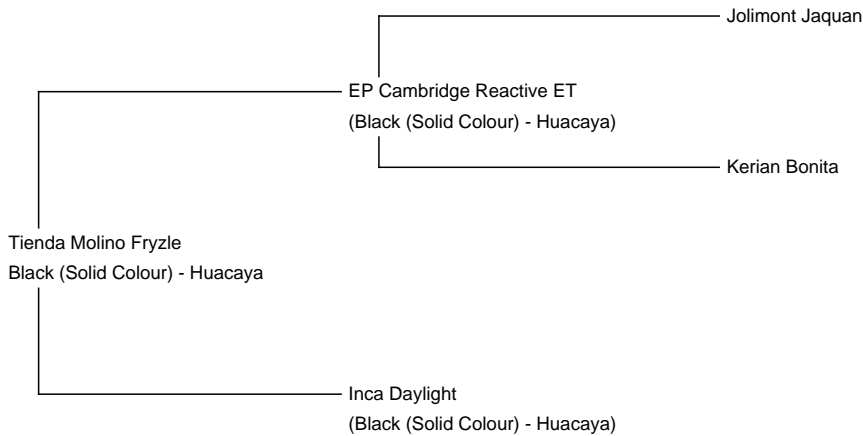 Jolimont Jaquan
EP Cambridge Reactive ET
(Black (Solid Colour) - Huacaya)
Kerian Bonita
Tienda Molino Fryzle
Black (Solid Colour) - Huacaya
Inca Daylight
(Black (Solid Colour) - Huacaya)